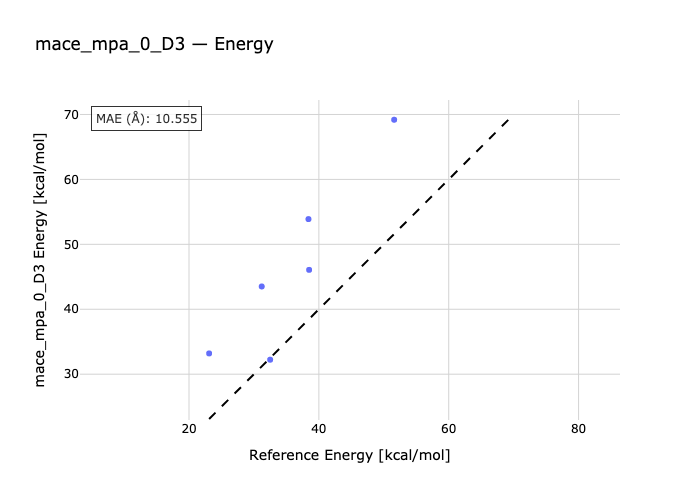 mace_mpa_0_D3 — Energy
MAE (Å): 10.555
70
60
50
40
30
mace_mpa_0_D3 Energy [kcal/mol]
20
40
60
80
Reference Energy [kcal/mol]